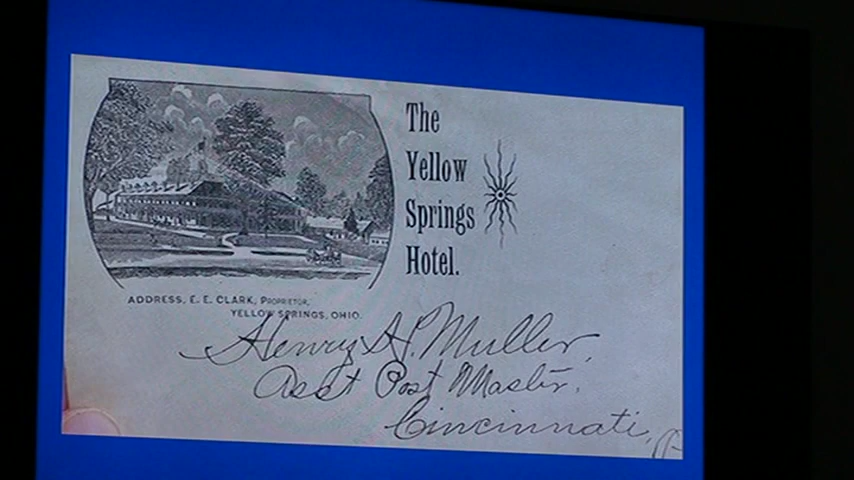 The
Yellow
Springs
Hotel.
ADDRESS, E. E. CLARK, PROPRIETOR,
YELLOW SPRINGS, OHIO.
Henry H. Muller,
Asst Post Master,
Cincinnati,